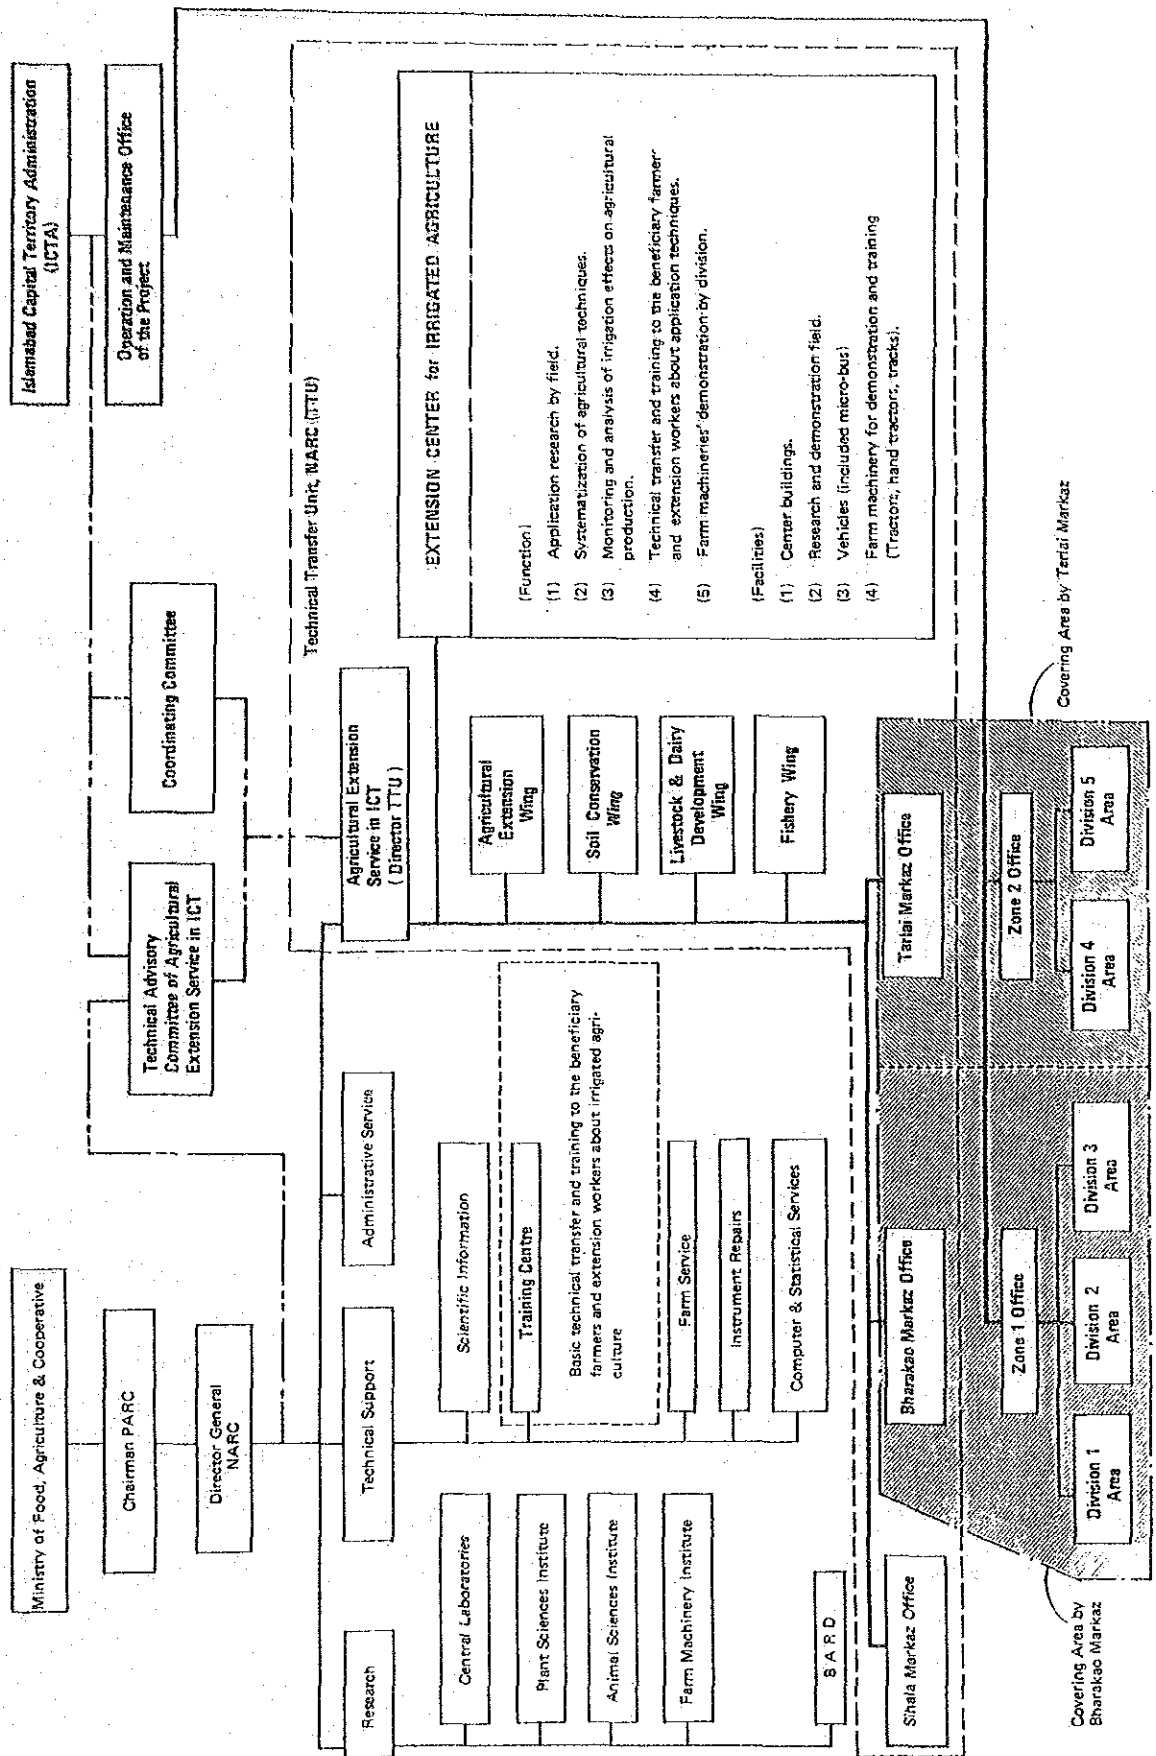 Ministry of Food, Agriculture & Cooperative
Chairman PARC
Director General
NARC
Islamabad Capital Territory Administration
(ICTA)
Operation and Maintenance Office
of the Project
Technical Advisory
Committee of Agricultural
Extension Service in ICT
Coordinating Committee
Technical Transfer Unit, NARC (TTU)
Research
Technical Support
Administrative Service
Agricultural Extension
Service in ICT
( Director TTU )
EXTENSION CENTER for IRRIGATED AGRICULTURE
(Function)
(1) Application research by field.
(2) Systematization of agricultural techniques.
(3) Monitoring and analysis of irrigation effects on agricultural
production.
(4) Technical transfer and training to the beneficiary farmer
and extension workers about application techniques.
(5) Farm machineries' demonstration by division.
(Facilities)
(1) Center buildings.
(2) Research and demonstration field.
(3) Vehicles (included micro-bus)
(4) Farm machinery for demonstration and training
(Tractors, hand tractors, tracks).
Central Laboratories
Plant Sciences Institute
Animal Sciences Institute
Farm Machinery Institute
B A R D
Scientific Information
Training Centre
Basic technical transfer and training to the beneficiary
farmers and extension workers about irrigated agri-
culture
Farm Service
Instrument Repairs
Computer & Statistical Services
Agricultural
Extension
Wing
Soil Conservation
Wing
Livestock & Dairy
Development
Wing
Fishery Wing
Sihala Markaz Office
Bharakao Markaz Office
Tarlai Markaz Office
Zone 1 Office
Zone 2 Office
Division 1
Area
Division 2
Area
Division 3
Area
Division 4
Area
Division 5
Area
Covering Area by
Bharakao Markaz
Covering Area by Tarlai Markaz